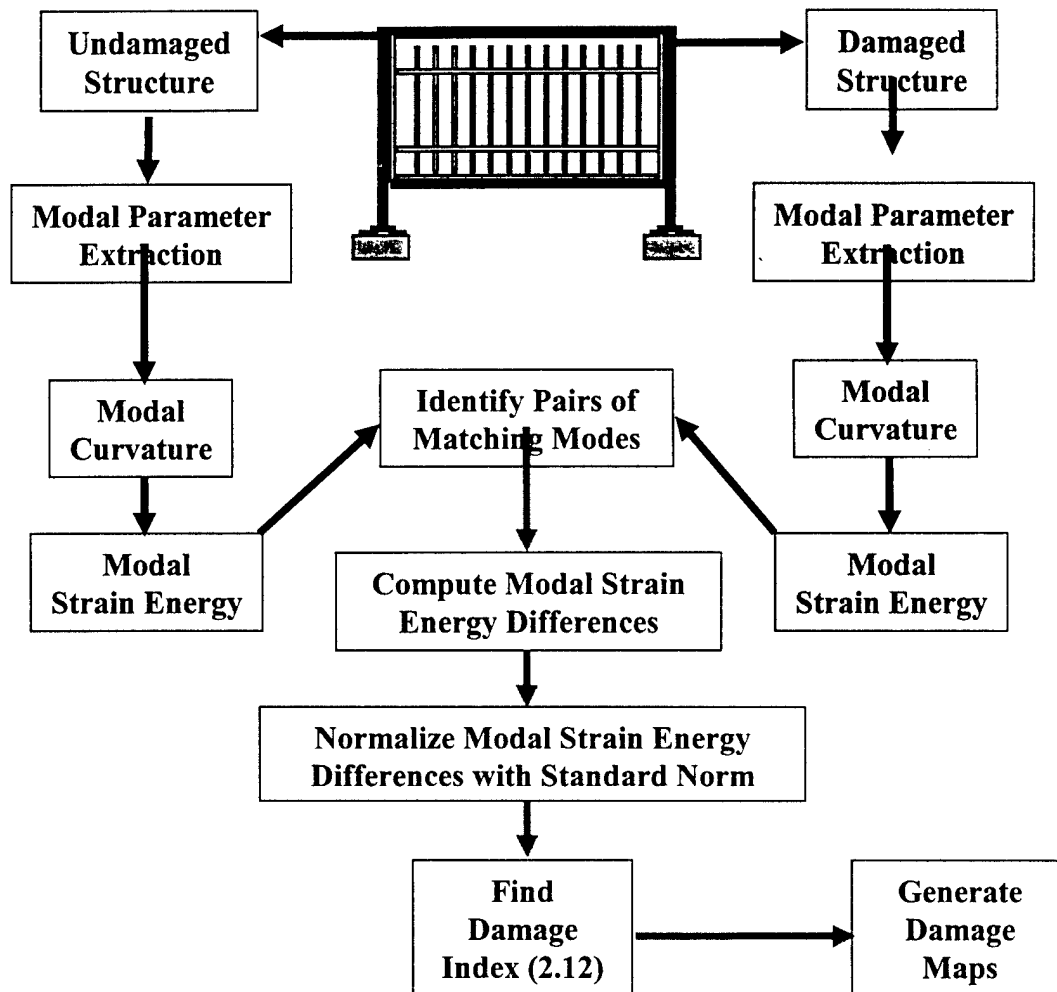 Undamaged
Structure
Damaged
Structure
Modal Parameter
Extraction
Modal Parameter
Extraction
Modal
Curvature
Identify Pairs of
Matching Modes
Modal
Curvature
Modal
Strain Energy
Compute Modal Strain
Energy Differences
Modal
Strain Energy
Normalize Modal Strain Energy
Differences with Standard Norm
Find
Damage
Index (2.12)
Generate
Damage
Maps